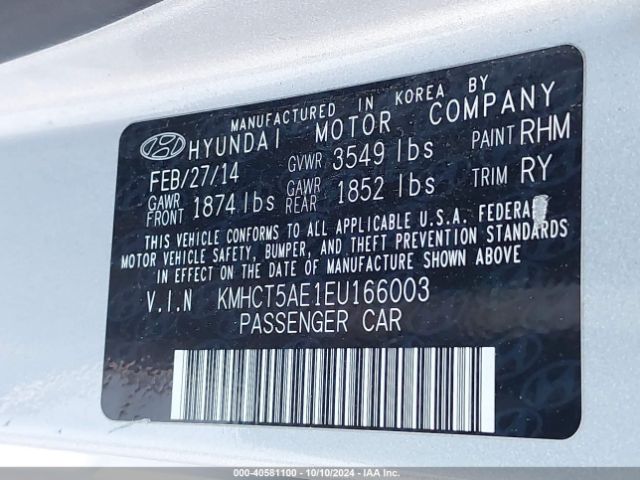 MANUFACTURED IN KOREA BY
HYUNDAI MOTOR COMPANY
FEB/27/14 GVWR 3549 lbs PAINT RHM
GAWR FRONT 1874 lbs GAWR REAR 1852 lbs TRIM RY
THIS VEHICLE CONFORMS TO ALL APPLICABLE U.S.A. FEDERAL
MOTOR VEHICLE SAFETY, BUMPER, AND THEFT PREVENTION STANDARDS
IN EFFECT ON THE DATE OF MANUFACTURE SHOWN ABOVE
V.I.N KMHCT5AE1EU166003
PASSENGER CAR
000-40581100 - 10/10/2024 - IAAI.COM